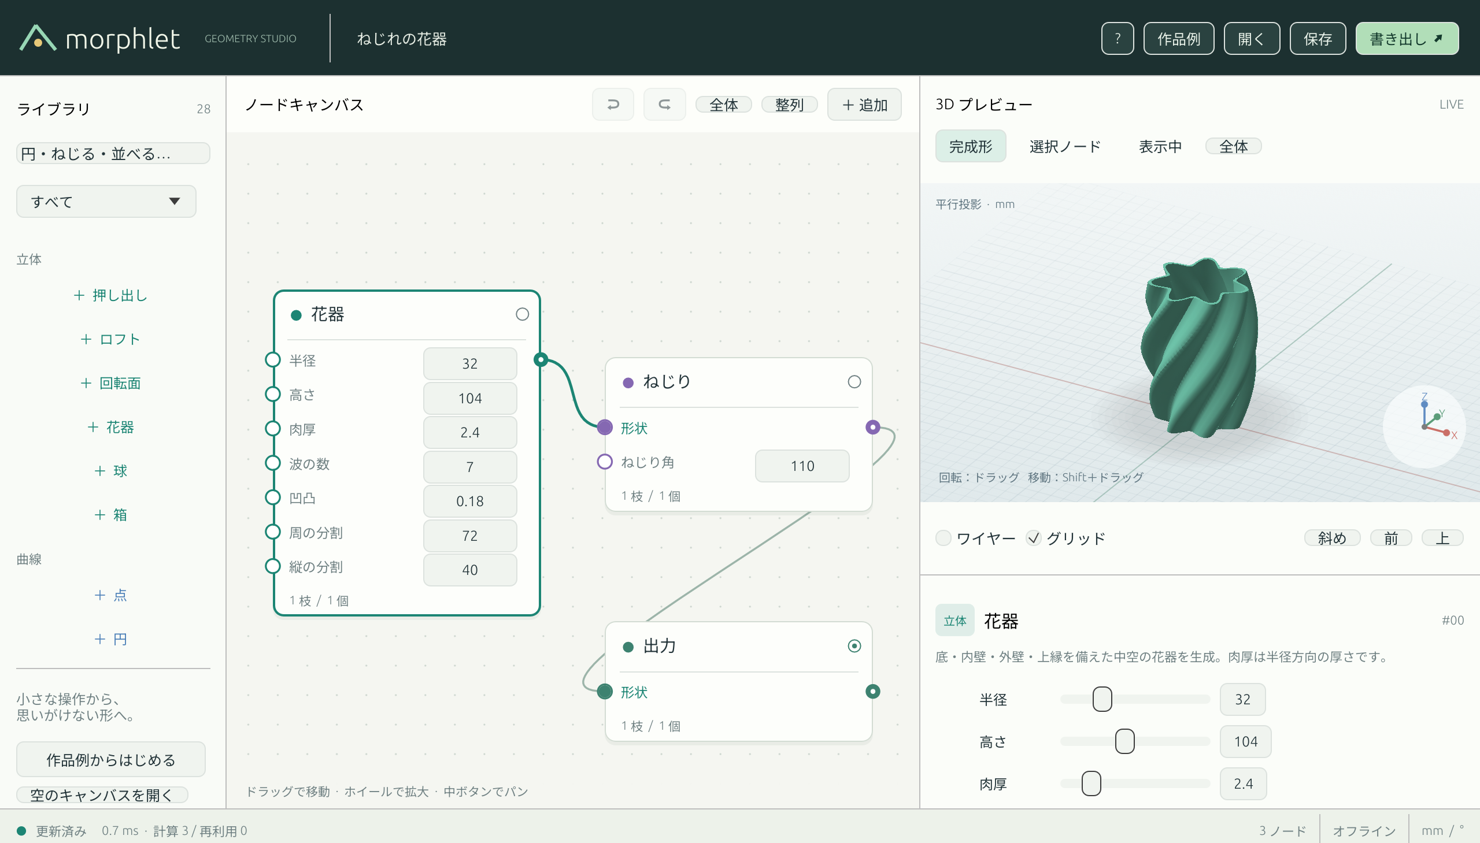 morphlet
GEOMETRY STUDIO
ねじれの花器
?
作品例
開く
保存
書き出し
ライブラリ
28
円・ねじる・並べる…
すべて
立体
＋ 押し出し
＋ ロフト
＋ 回転面
＋ 花器
＋ 球
＋ 箱
曲線
＋ 点
＋ 円
小さな操作から、
思いがけない形へ。
作品例からはじめる
空のキャンバスを開く
ノードキャンバス
全体
整列
＋ 追加
花器
半径
32
高さ
104
肉厚
2.4
波の数
7
凹凸
0.18
周の分割
72
縦の分割
40
1 枝 / 1 個
ねじり
形状
ねじり角
110
1 枝 / 1 個
出力
形状
1 枝 / 1 個
ドラッグで移動 · ホイールで拡大 · 中ボタンでパン
3D プレビュー
LIVE
完成形
選択ノード
表示中
全体
平行投影 · mm
Z
Y
X
回転：ドラッグ 移動：Shift＋ドラッグ
ワイヤー
グリッド
斜め
前
上
立体
花器
#00
底・内壁・外壁・上縁を備えた中空の花器を生成。肉厚は半径方向の厚さです。
半径
32
高さ
104
肉厚
2.4
更新済み
0.7 ms · 計算 3 / 再利用 0
3 ノード
オフライン
mm / °